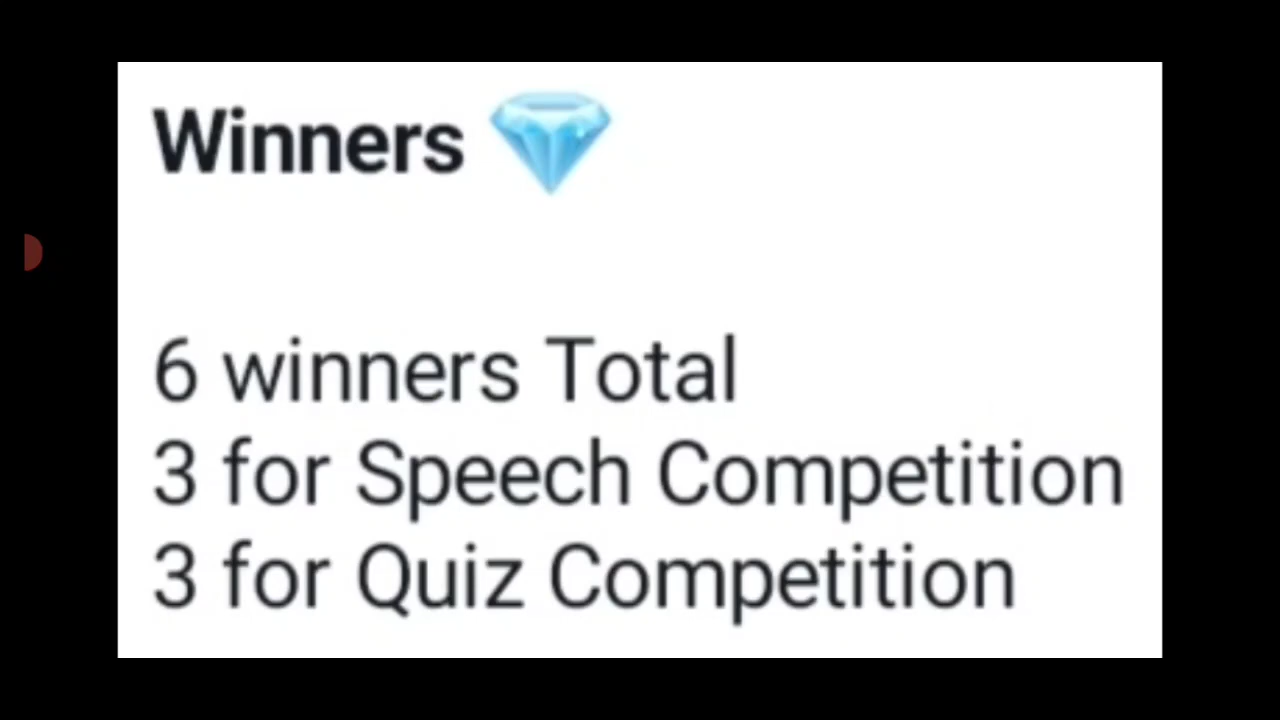 Winners 💎
6 winners Total
3 for Speech Competition
3 for Quiz Competition